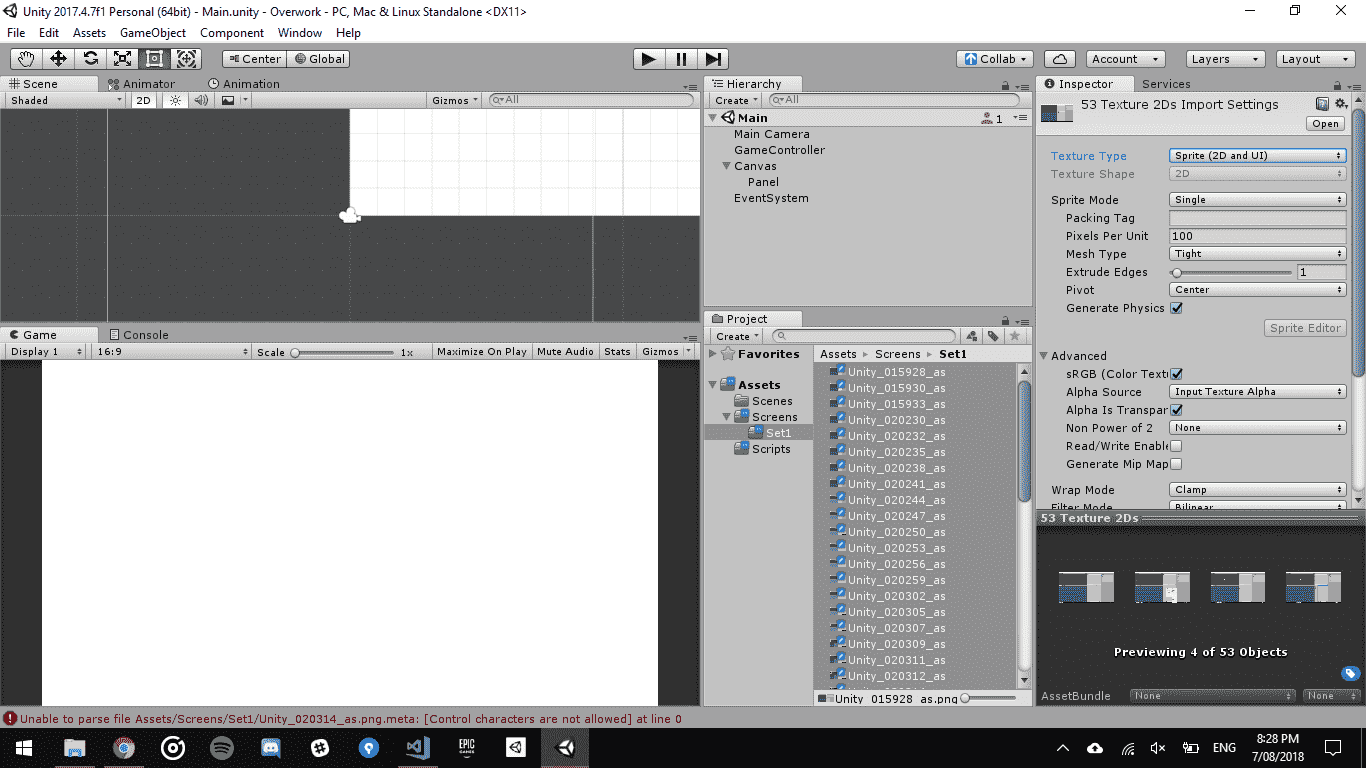 Unity 2017.4.7f1 Personal (64bit) - Main.unity - Overwork - PC, Mac & Linux Standalone <DX11>
File Edit Assets GameObject Component Window Help
Center Global Collab Account Layers Layout
Scene Animator Animation
Shaded 2D Gizmos All
Hierarchy
Create All
Main 1
Main Camera
GameController
Canvas
Panel
EventSystem
Game Console
Display 1 16:9 Scale 1x Maximize On Play Mute Audio Stats Gizmos
Project
Create
Favorites
Assets
Scenes
Screens
Set1
Scripts
Assets Screens Set1
Unity_015928_as
Unity_015930_as
Unity_015933_as
Unity_020230_as
Unity_020232_as
Unity_020235_as
Unity_020238_as
Unity_020241_as
Unity_020244_as
Unity_020247_as
Unity_020250_as
Unity_020253_as
Unity_020256_as
Unity_020259_as
Unity_020302_as
Unity_020305_as
Unity_020307_as
Unity_020309_as
Unity_020311_as
Unity_020312_as
Unity_015928_as.png
Inspector Services
53 Texture 2Ds Import Settings
Open
Texture Type Sprite (2D and UI)
Texture Shape 2D
Sprite Mode Single
Packing Tag
Pixels Per Unit 100
Mesh Type Tight
Extrude Edges 1
Pivot Center
Generate Physics
Sprite Editor
Advanced
sRGB (Color Textu
Alpha Source Input Texture Alpha
Alpha Is Transpar
Non Power of 2 None
Read/Write Enable
Generate Mip Map
Wrap Mode Clamp
Filter Mode Bilinear
53 Texture 2Ds
Previewing 4 of 53 Objects
AssetBundle None None
Unable to parse file Assets/Screens/Set1/Unity_020314_as.png.meta: [Control characters are not allowed] at line 0
EPIC GAMES
ENG
8:28 PM
7/08/2018